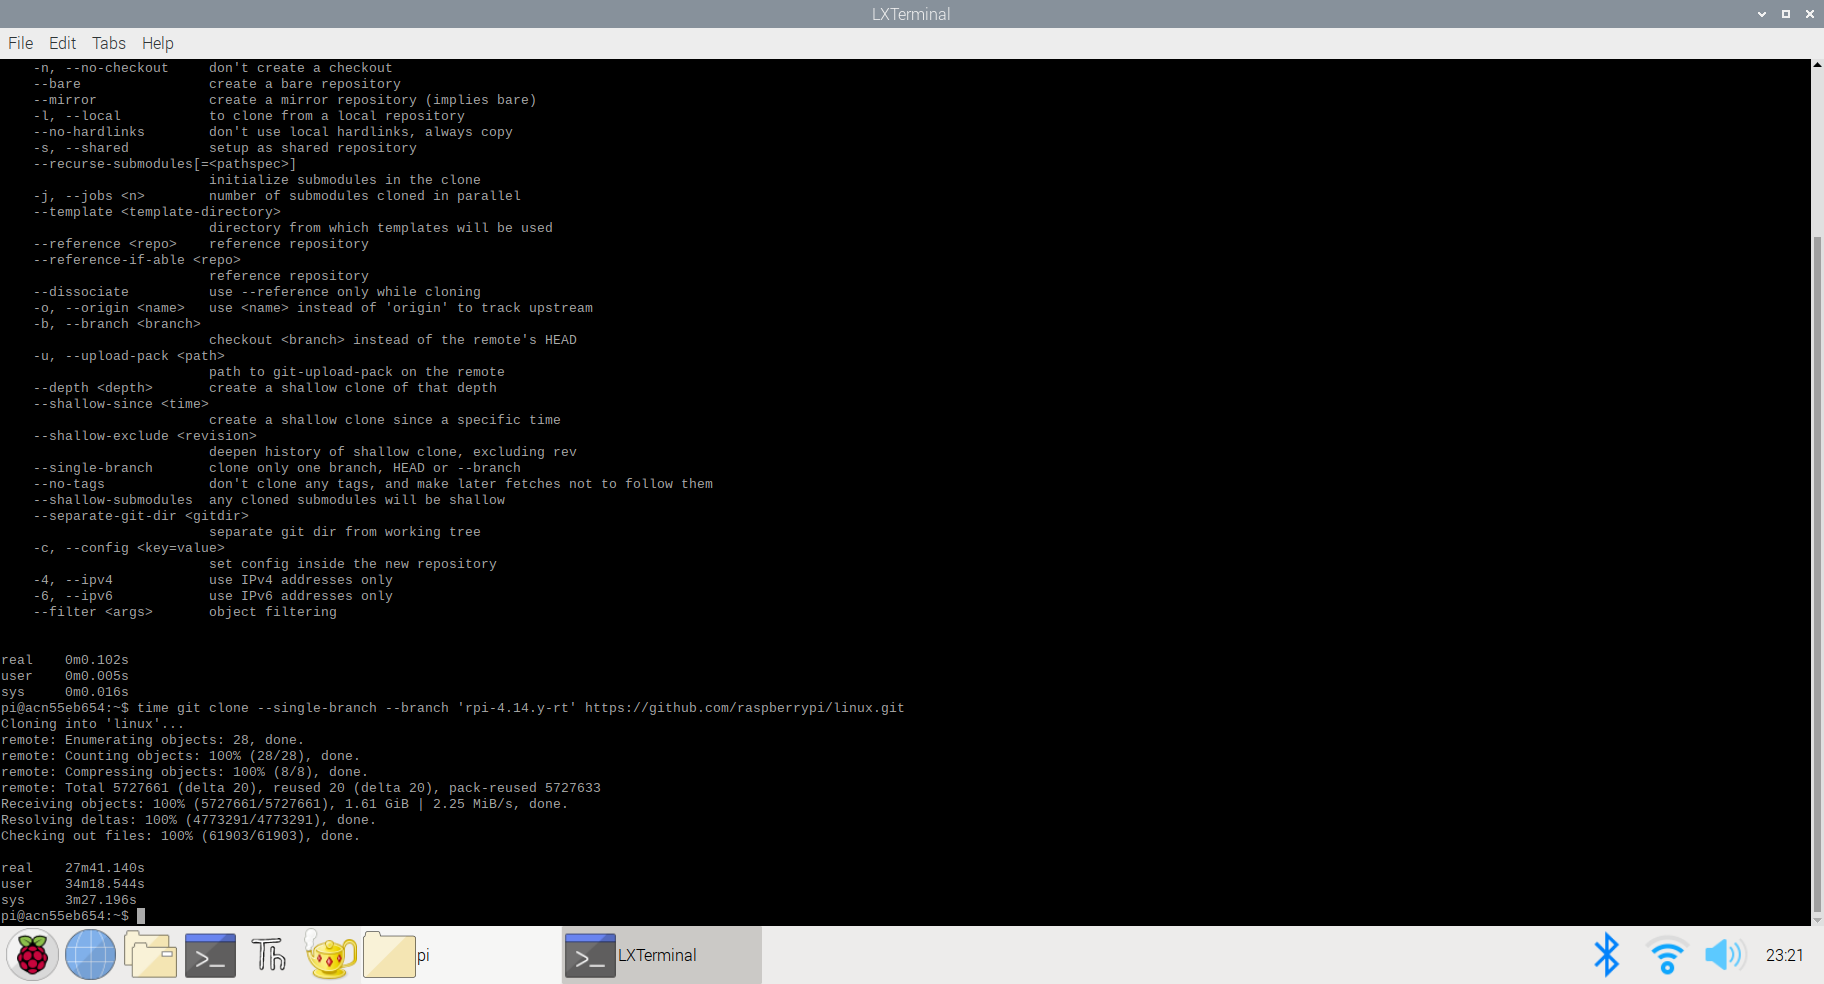 LXTerminal
File Edit Tabs Help
-n, --no-checkout     don't create a checkout
--bare                create a bare repository
--mirror              create a mirror repository (implies bare)
-l, --local           to clone from a local repository
--no-hardlinks        don't use local hardlinks, always copy
-s, --shared          setup as shared repository
--recurse-submodules[=<pathspec>]
initialize submodules in the clone
-j, --jobs <n>        number of submodules cloned in parallel
--template <template-directory>
directory from which templates will be used
--reference <repo>    reference repository
--reference-if-able <repo>
reference repository
--dissociate          use --reference only while cloning
-o, --origin <name>   use <name> instead of 'origin' to track upstream
-b, --branch <branch>
checkout <branch> instead of the remote's HEAD
-u, --upload-pack <path>
path to git-upload-pack on the remote
--depth <depth>       create a shallow clone of that depth
--shallow-since <time>
create a shallow clone since a specific time
--shallow-exclude <revision>
deepen history of shallow clone, excluding rev
--single-branch       clone only one branch, HEAD or --branch
--no-tags             don't clone any tags, and make later fetches not to follow them
--shallow-submodules  any cloned submodules will be shallow
--separate-git-dir <gitdir>
separate git dir from working tree
-c, --config <key=value>
set config inside the new repository
-4, --ipv4            use IPv4 addresses only
-6, --ipv6            use IPv6 addresses only
--filter <args>       object filtering
real    0m0.102s
user    0m0.005s
sys     0m0.016s
pi@acn55eb654:~$ time git clone --single-branch --branch 'rpi-4.14.y-rt' https://github.com/raspberrypi/linux.git
Cloning into 'linux'...
remote: Enumerating objects: 28, done.
remote: Counting objects: 100% (28/28), done.
remote: Compressing objects: 100% (8/8), done.
remote: Total 5727661 (delta 20), reused 20 (delta 20), pack-reused 5727633
Receiving objects: 100% (5727661/5727661), 1.61 GiB | 2.25 MiB/s, done.
Resolving deltas: 100% (4773291/4773291), done.
Checking out files: 100% (61903/61903), done.
real    27m41.140s
user    34m18.544s
sys     3m27.196s
pi@acn55eb654:~$
>_ Th pi >_ LXTerminal 23:21